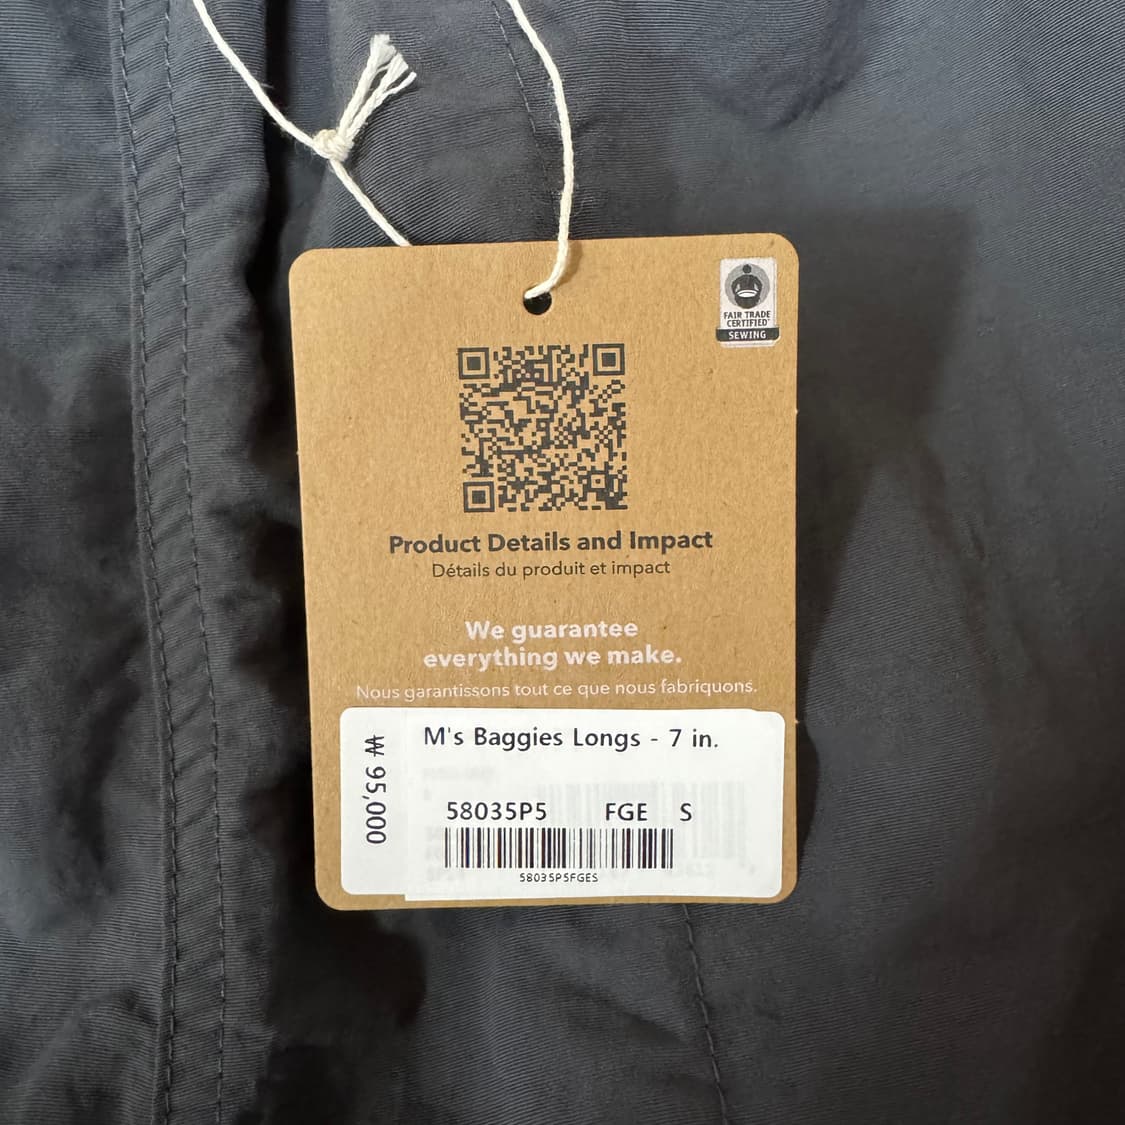 FAIR TRADE
CERTIFIED
SEWING
Product Details and Impact
Détails du produit et impact
We guarantee
everything we make.
Nous garantissons tout ce que nous fabriquons.
M's Baggies Longs - 7 in.
₩ 95,000
58035P5 FGE S
58035P5FGES